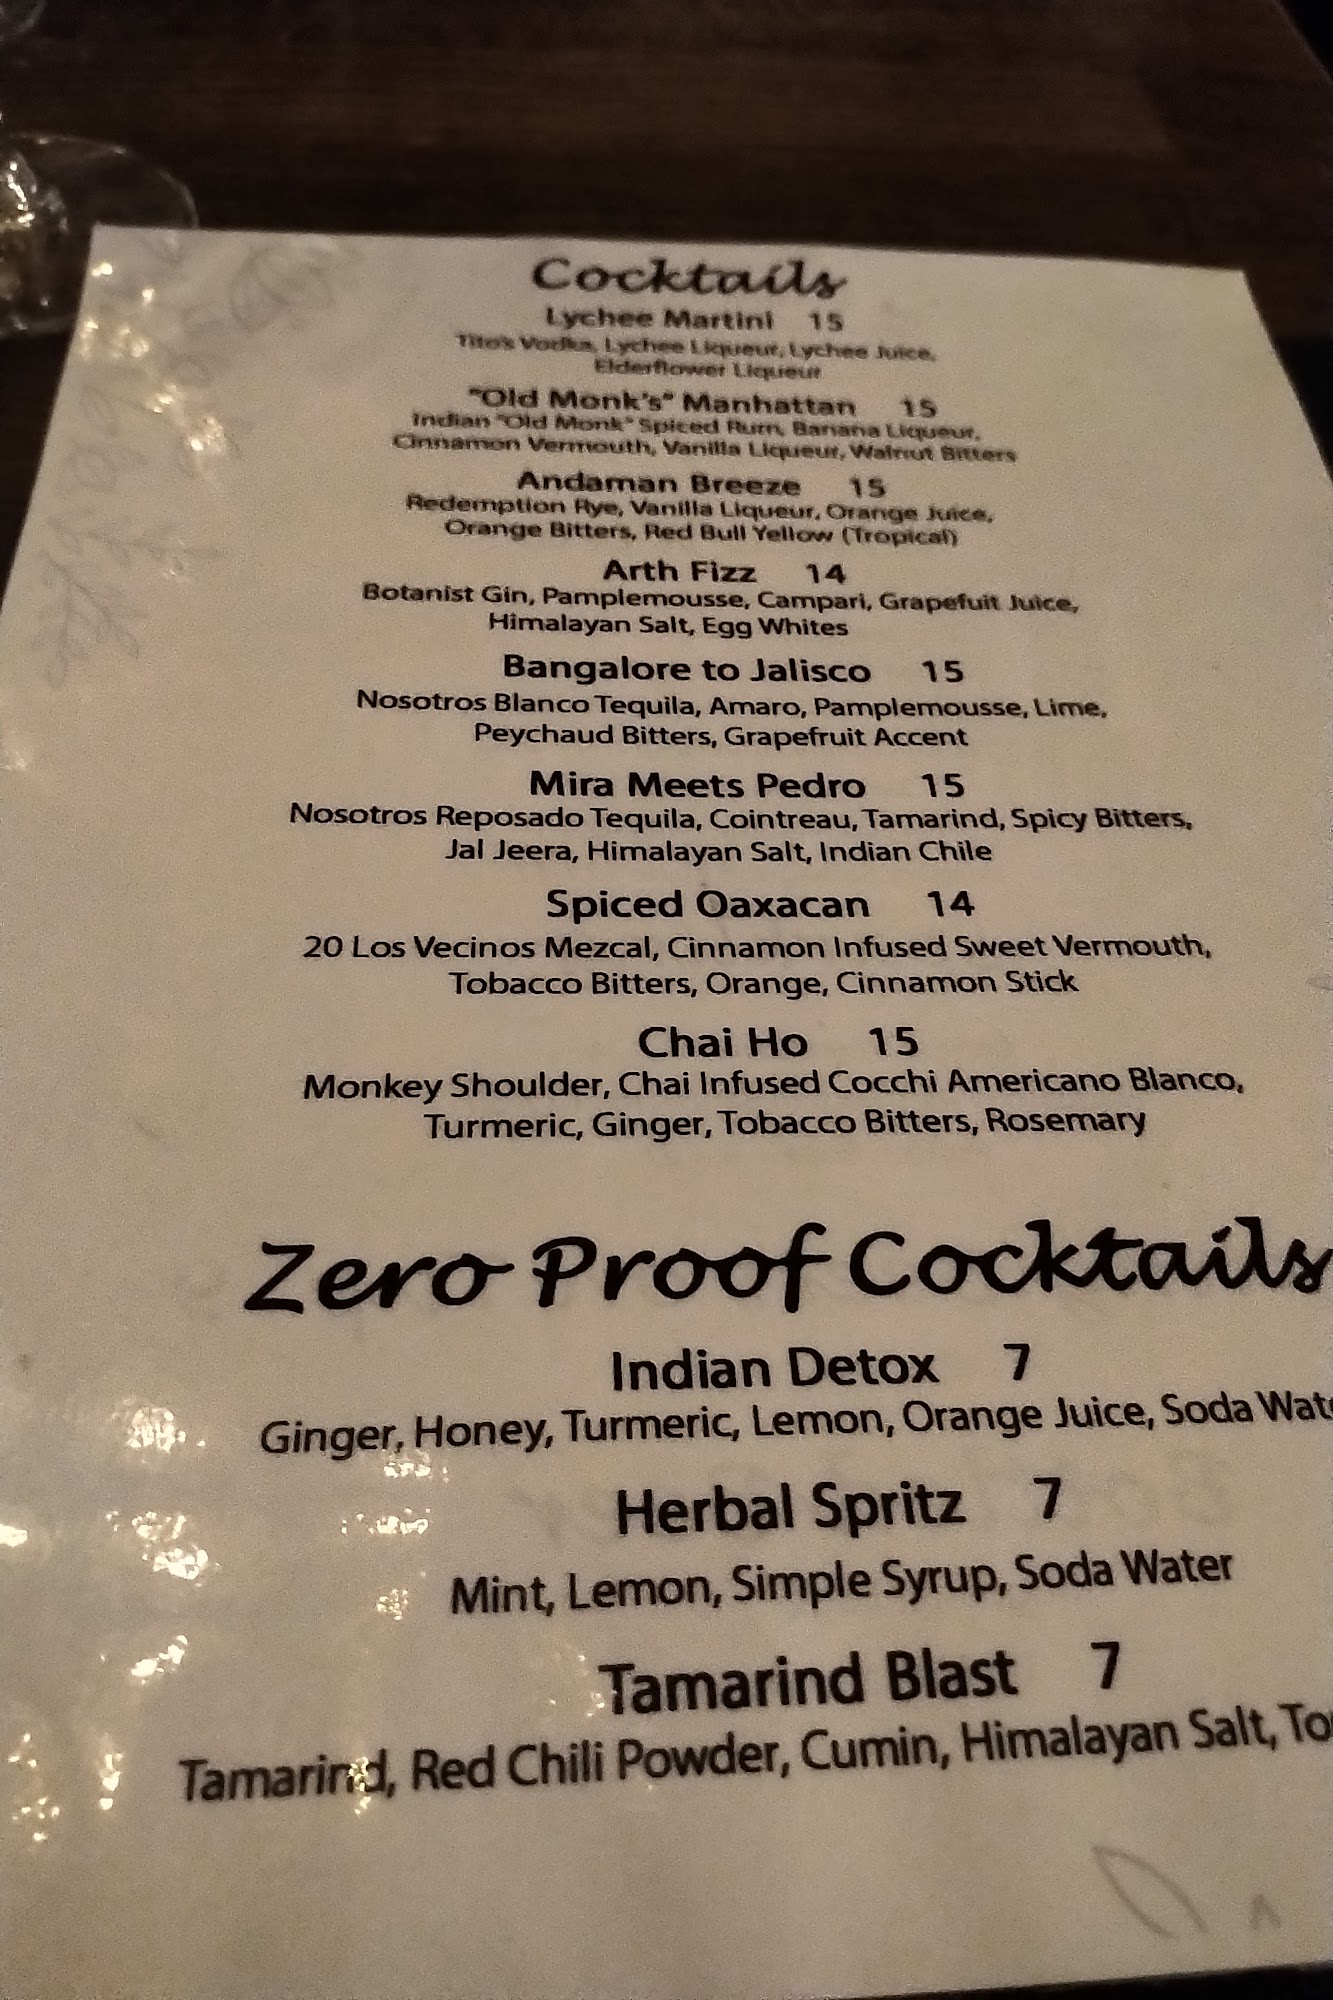 Cocktails
Lychee Martini 15
Tito's Vodka, Lychee Liqueur, Lychee Juice,
Elderflower Liqueur
"Old Monk's" Manhattan 15
Indian "Old Monk" Spiced Rum, Banana Liqueur,
Cinnamon Vermouth, Vanilla Liqueur, Walnut Bitters
Andaman Breeze 15
Redemption Rye, Vanilla Liqueur, Orange Juice,
Orange Bitters, Red Bull Yellow (Tropical)
Arth Fizz 14
Botanist Gin, Pamplemousse, Campari, Grapefuit Juice,
Himalayan Salt, Egg Whites
Bangalore to Jalisco 15
Nosotros Blanco Tequila, Amaro, Pamplemousse, Lime,
Peychaud Bitters, Grapefruit Accent
Mira Meets Pedro 15
Nosotros Reposado Tequila, Cointreau, Tamarind, Spicy Bitters,
Jal Jeera, Himalayan Salt, Indian Chile
Spiced Oaxacan 14
20 Los Vecinos Mezcal, Cinnamon Infused Sweet Vermouth,
Tobacco Bitters, Orange, Cinnamon Stick
Chai Ho 15
Monkey Shoulder, Chai Infused Cocchi Americano Blanco,
Turmeric, Ginger, Tobacco Bitters, Rosemary
Zero Proof Cocktails
Indian Detox 7
Ginger, Honey, Turmeric, Lemon, Orange Juice, Soda
Herbal Spritz 7
Mint, Lemon, Simple Syrup, Soda Water
Tamarind Blast 7
Tamarind, Red Chili Powder, Cumin, Himalayan Salt,